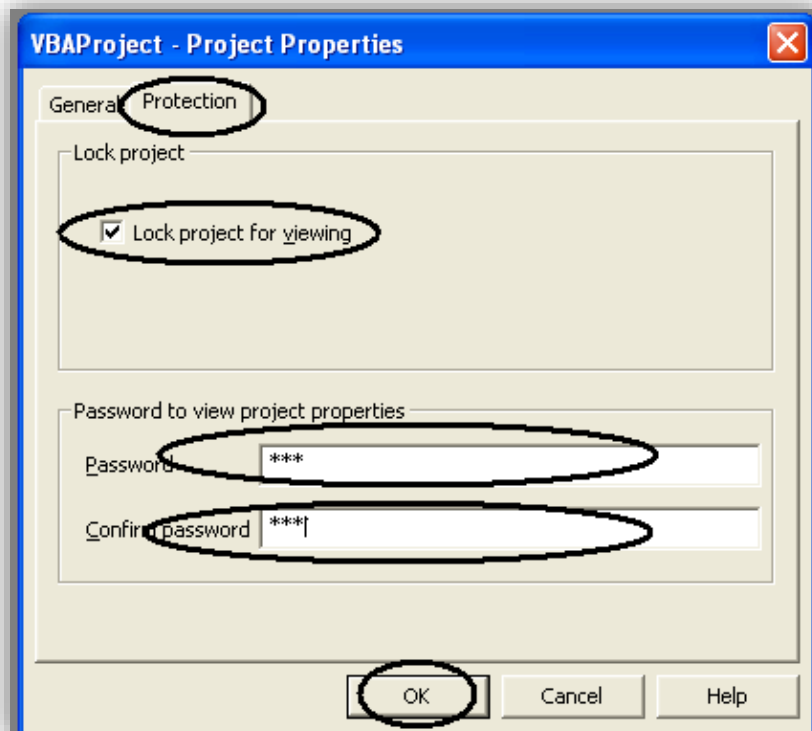 VBAProject - Project Properties
General Protection
Lock project
Lock project for viewing
Password to view project properties
Password ***
Confirm password ***
OK Cancel Help